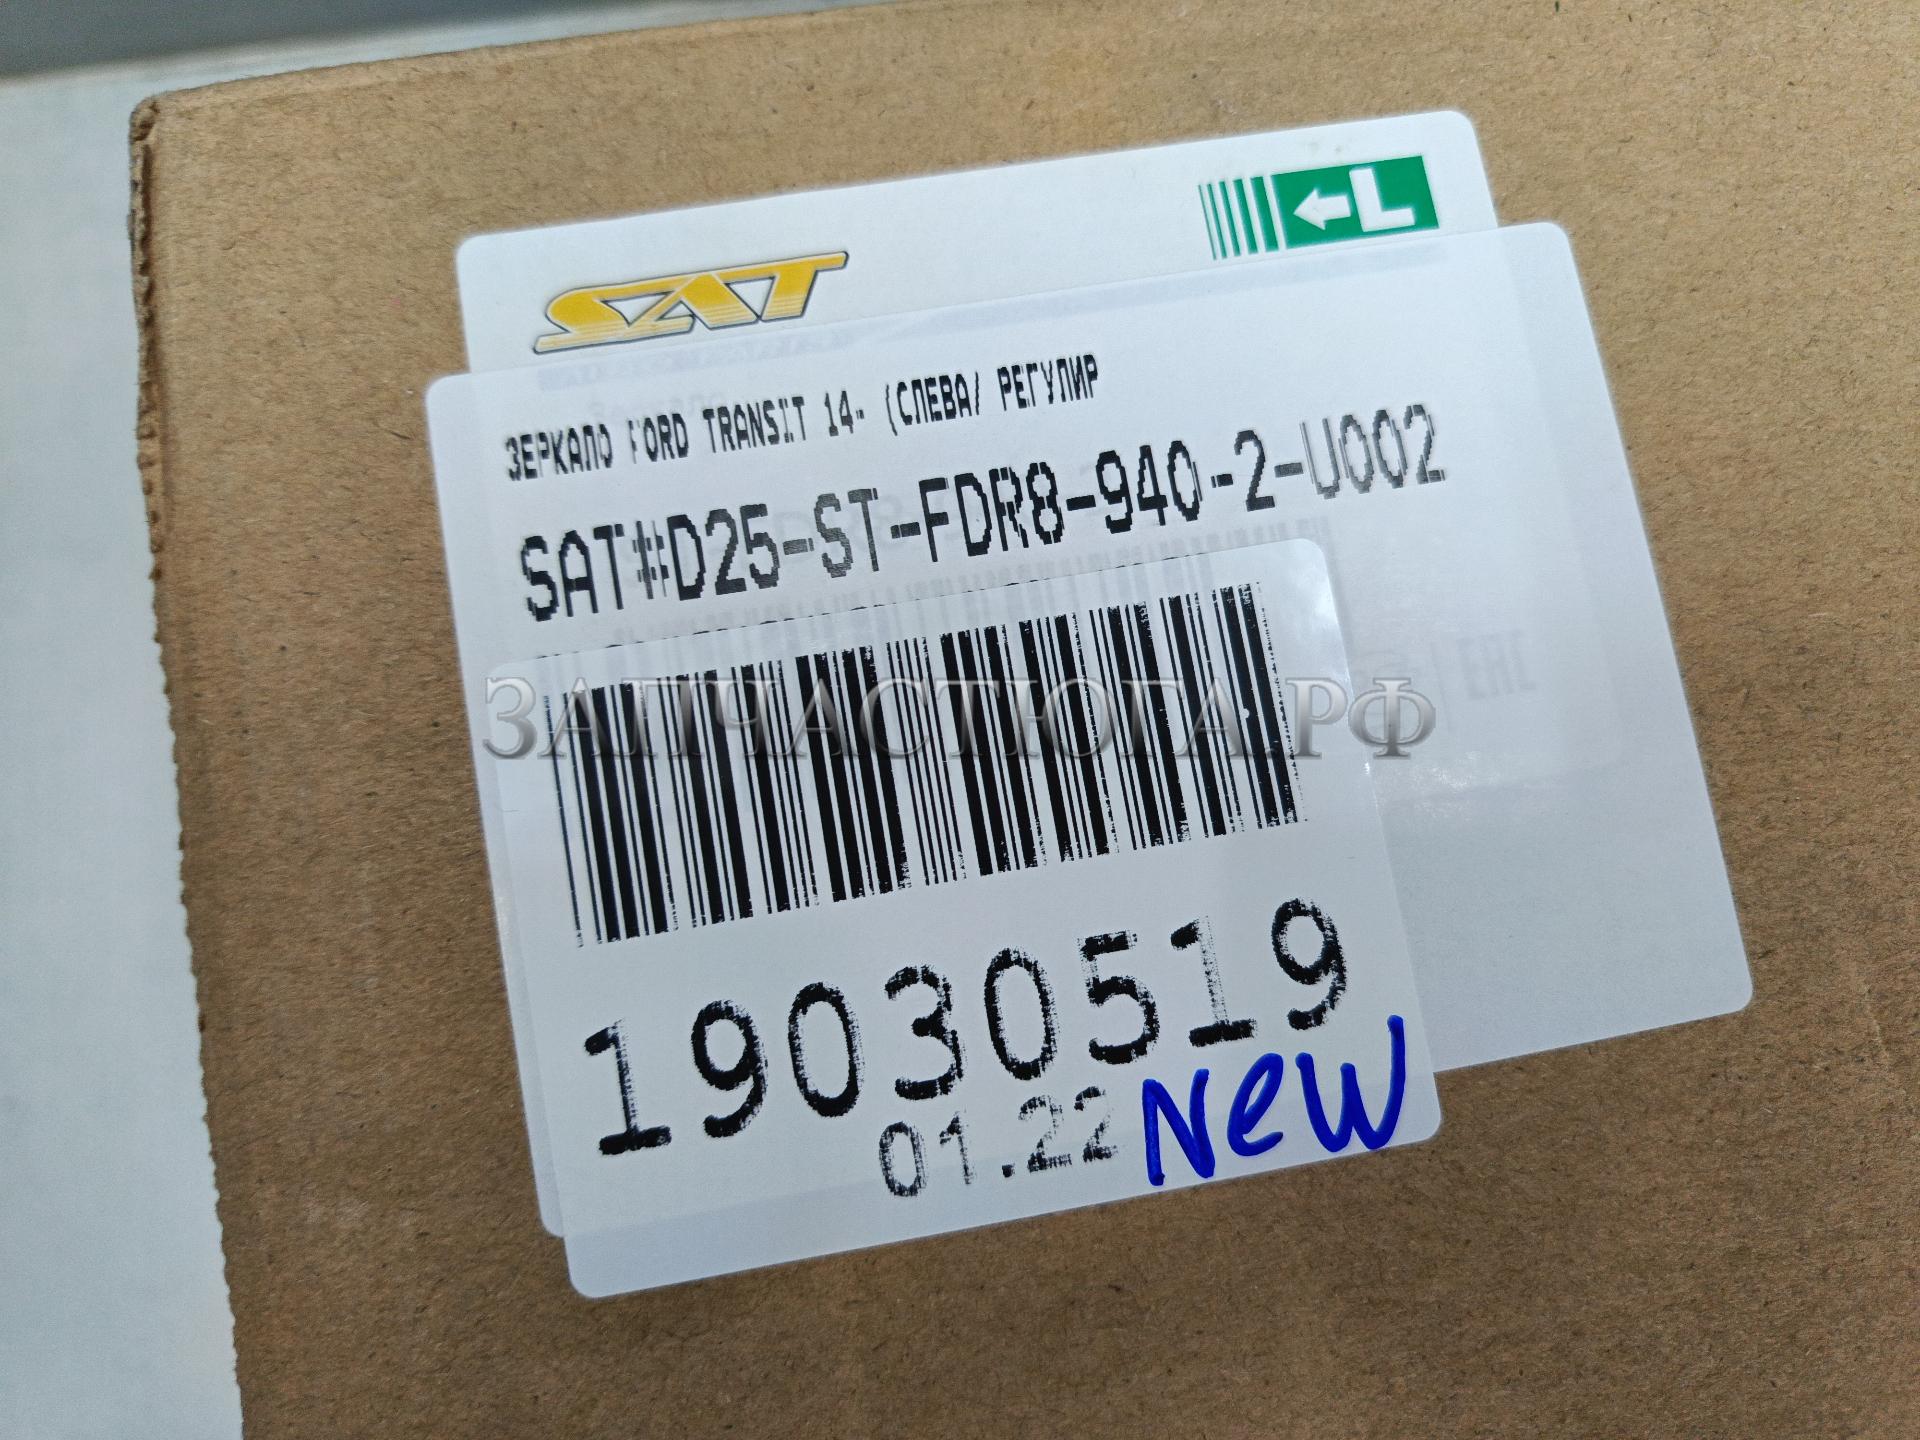 SAT
L
ЗЕРКАЛО FORD TRANSIT 14- (СЛЕВА/ РЕГУЛИР
SAT#D25-ST-FDR8-940-2-U002
ЗАПЧАСТЮГА.РФ
EAC
19030519
01.22
NEW